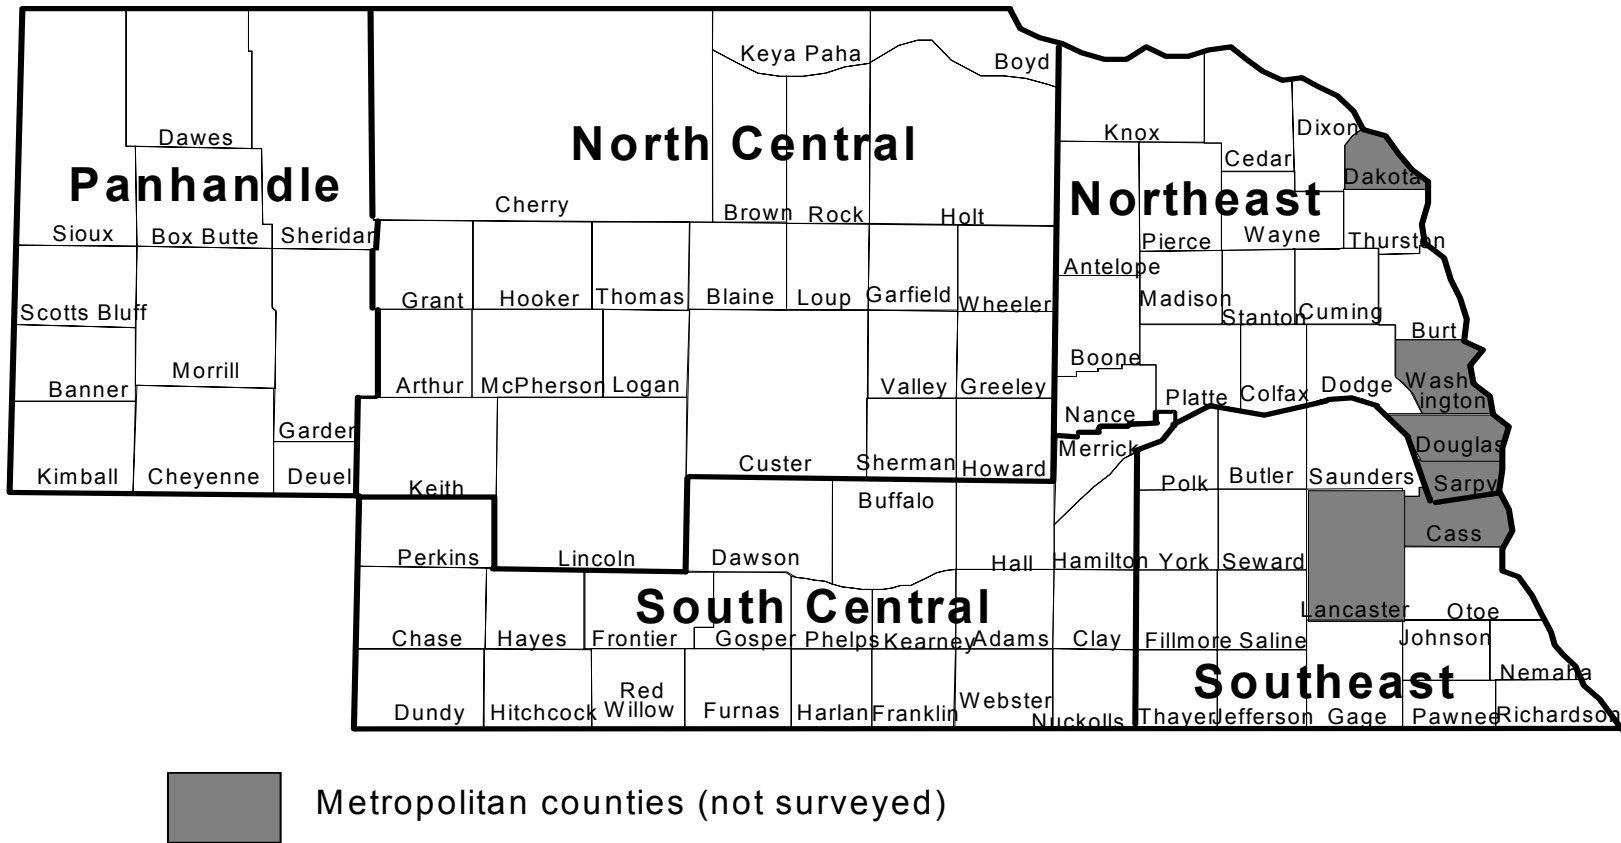 Keya Paha
Boyd
Dawes
North Central
Knox
Dixon
Cedar
Dakota
Panhandle
Northeast
Cherry
Brown
Rock
Holt
Sioux
Box Butte
Sheridan
Pierce
Wayne
Thurston
Antelope
Scotts Bluff
Grant
Hooker
Thomas
Blaine
Loup
Garfield
Wheeler
Madison
Stanton
Cuming
Burt
Banner
Morrill
Arthur
McPherson
Logan
Valley
Greeley
Boone
Platte
Colfax
Dodge
Wash
ington
Nance
Garden
Merrick
Douglas
Kimball
Cheyenne
Deuel
Keith
Custer
Sherman
Howard
Polk
Butler
Saunders
Sarpy
Buffalo
Cass
Perkins
Lincoln
Dawson
Hall
Hamilton
York
Seward
South Central
Lancaster
Otoe
Chase
Hayes
Frontier
Gosper
Phelps
Kearney
Adams
Clay
Fillmore
Saline
Johnson
Southeast
Nemaha
Dundy
Hitchcock
Red
Willow
Furnas
Harlan
Franklin
Webster
Nuckolls
Thayer
Jefferson
Gage
Pawnee
Richardson
Metropolitan counties (not surveyed)